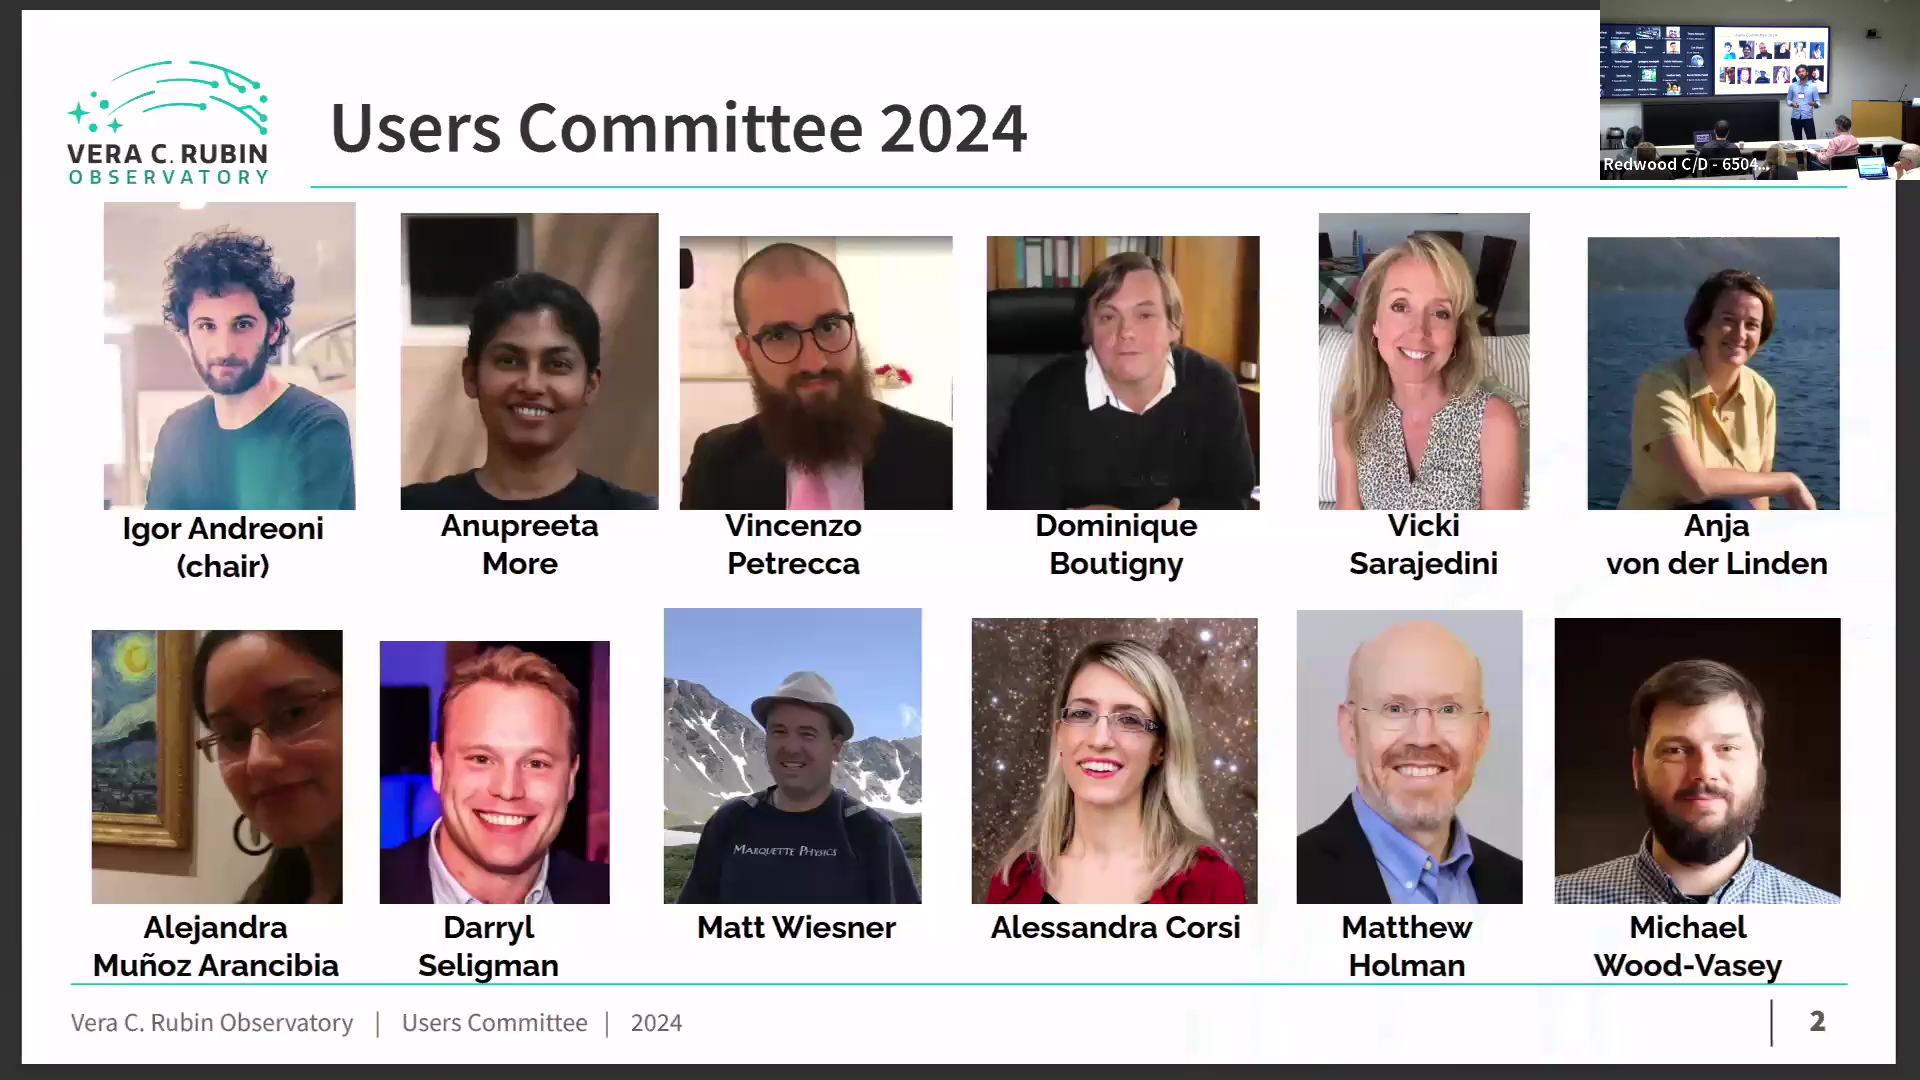 VERA C. RUBIN
OBSERVATORY
Users Committee 2024
Redwood C/D - 6504...
Igor Andreoni
(chair)
Anupreeta
More
Vincenzo
Petrecca
Dominique
Boutigny
Vicki
Sarajedini
Anja
von der Linden
MARQUETTE PHYSICS
Alejandra
Muñoz Arancibia
Darryl
Seligman
Matt Wiesner
Alessandra Corsi
Matthew
Holman
Michael
Wood-Vasey
Vera C. Rubin Observatory | Users Committee | 2024
2